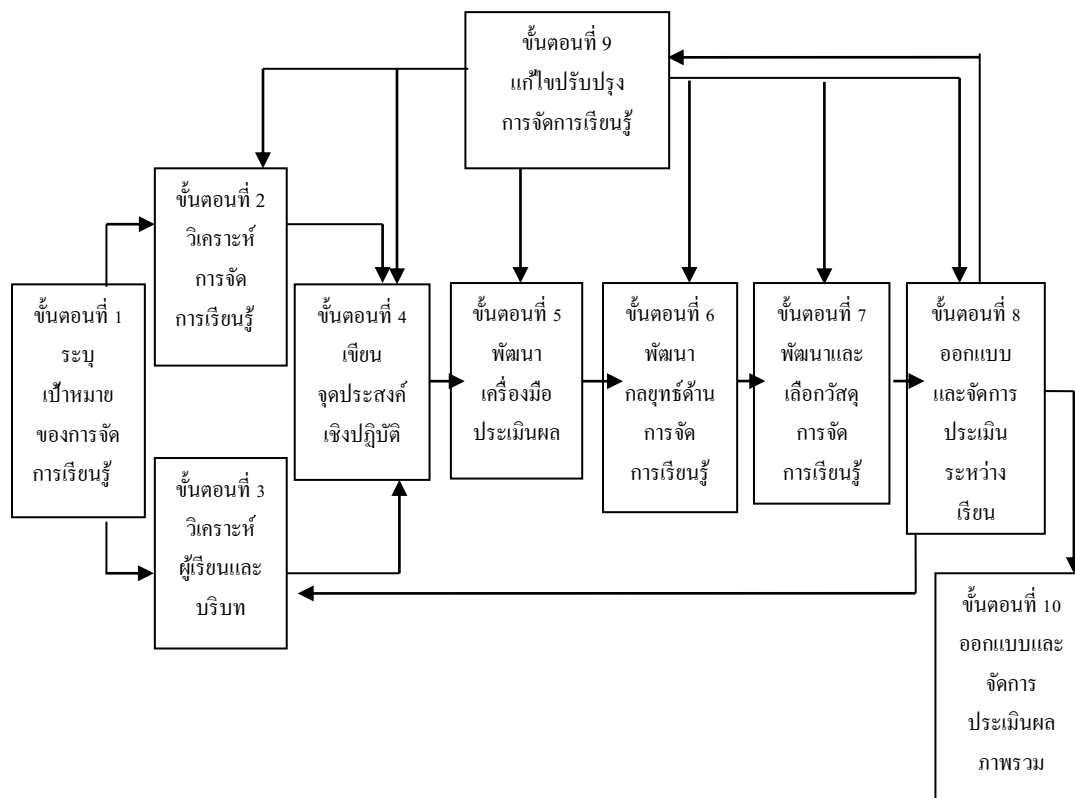 ขั้นตอนที่ 9
แก้ไขปรับปรุง
การจัดการเรียนรู้
ขั้นตอนที่ 2
วิเคราะห์
การจัด
การเรียนรู้
ขั้นตอนที่ 1
ระบุ
เป้าหมาย
ของการจัด
การเรียนรู้
ขั้นตอนที่ 3
วิเคราะห์
ผู้เรียนและ
บริบท
ขั้นตอนที่ 4
เขียน
จุดประสงค์
เชิงปฏิบัติ
ขั้นตอนที่ 5
พัฒนา
เครื่องมือ
ประเมินผล
ขั้นตอนที่ 6
พัฒนา
กลยุทธ์ด้าน
การจัด
การเรียนรู้
ขั้นตอนที่ 7
พัฒนาและ
เลือกวัสดุ
การจัด
การเรียนรู้
ขั้นตอนที่ 8
ออกแบบ
และจัดการ
ประเมิน
ระหว่าง
เรียน
ขั้นตอนที่ 10
ออกแบบและ
จัดการ
ประเมินผล
ภาพรวม